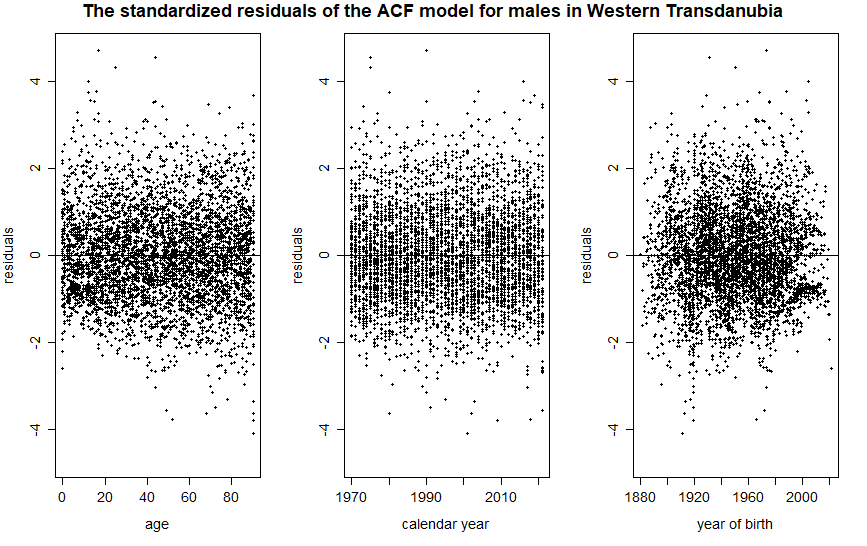 The standardized residuals of the ACF model for males in Western Transdanubia
residuals
4
2
0
-2
-4
0 20 40 60 80
age
residuals
4
2
0
-2
-4
1970 1990 2010
calendar year
residuals
4
2
0
-2
-4
1880 1920 1960 2000
year of birth